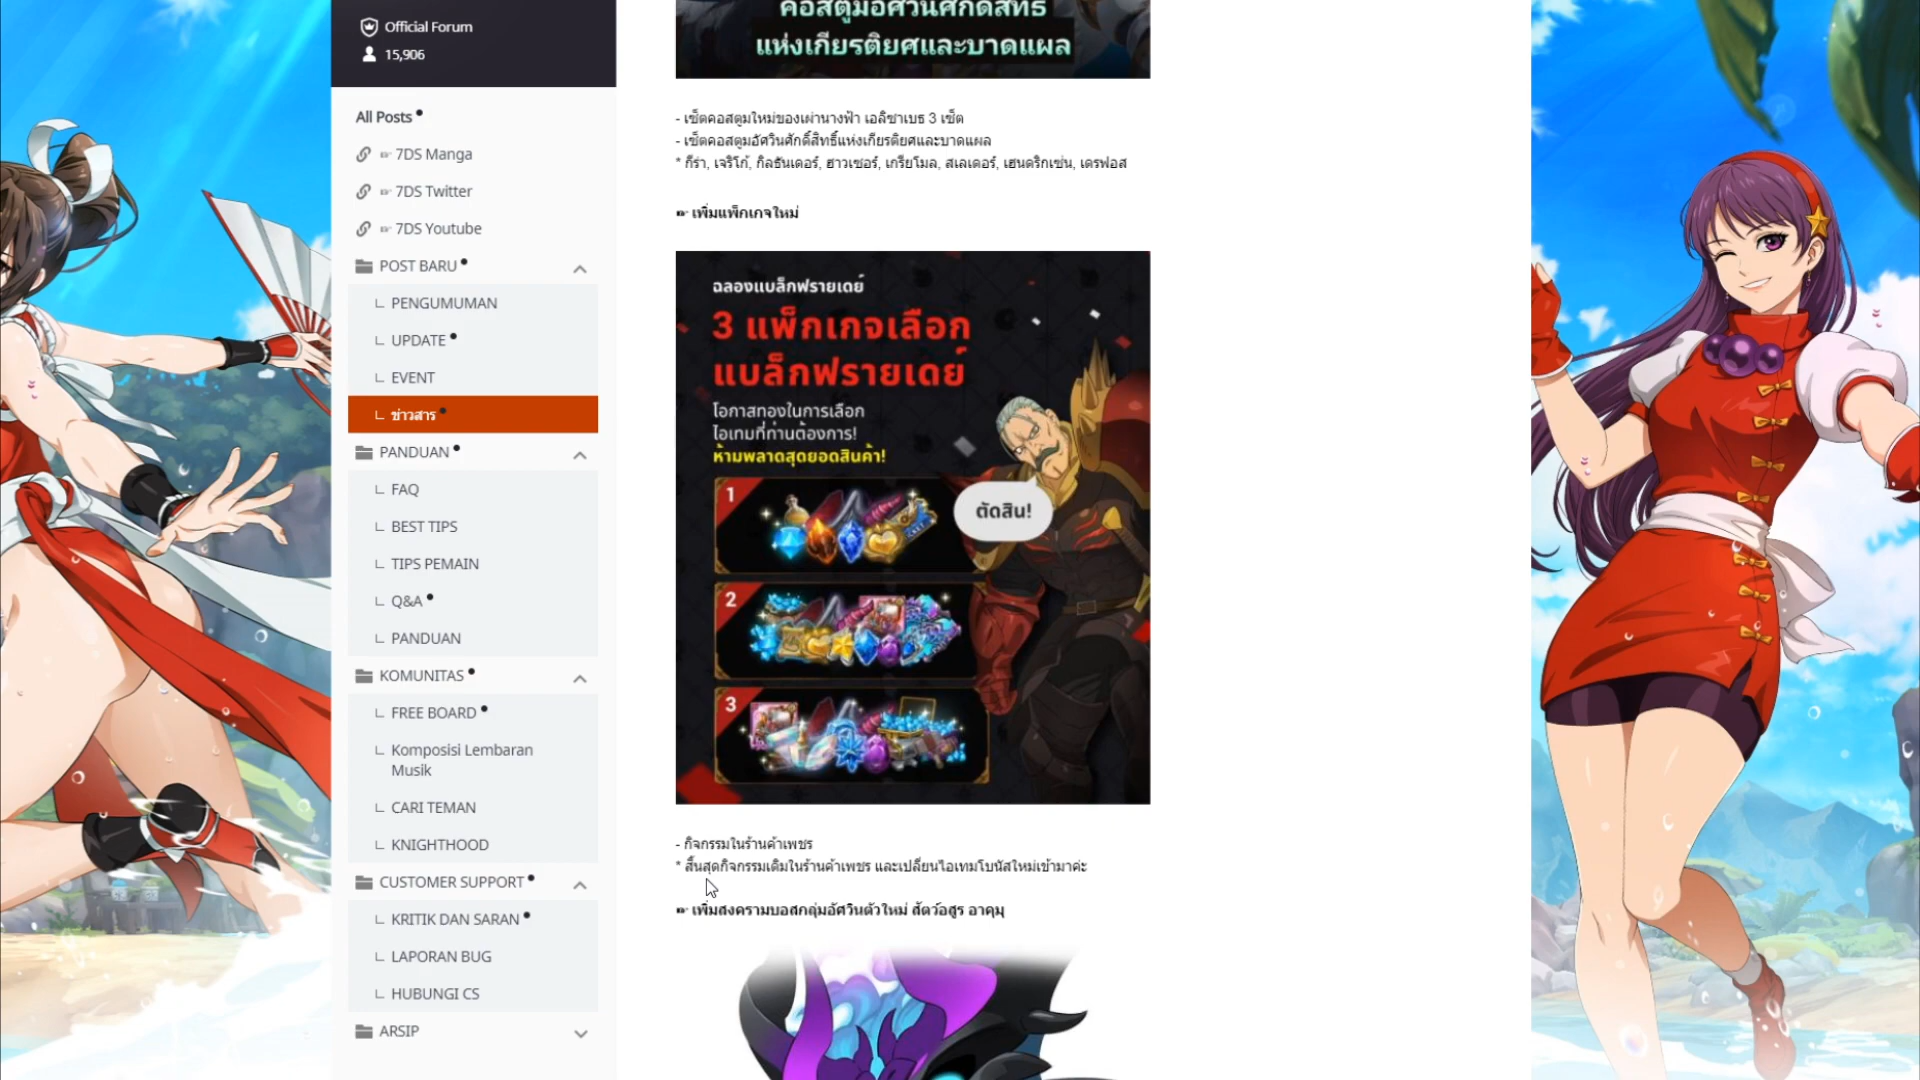 Official Forum
15,906
All Posts
7DS Manga
7DS Twitter
7DS Youtube
POST BARU
PENGUMUMAN
UPDATE
EVENT
ข่าวสาร
PANDUAN
FAQ
BEST TIPS
TIPS PEMAIN
Q&A
PANDUAN
KOMUNITAS
FREE BOARD
Komposisi Lembaran
Musik
CARI TEMAN
KNIGHTHOOD
CUSTOMER SUPPORT
KRITIK DAN SARAN
LAPORAN BUG
HUBUNGI CS
ARSIP
คอสตูมอัศวินศักดิ์สิทธิ์
แห่งเกียรติยศและบาดแผล
- เซ็ตคอสตูมใหม่ของเผ่านางฟ้า เอลิซาเบธ 3 เซ็ต
- เซ็ตคอสตูมอัศวินศักดิ์สิทธิ์แห่งเกียรติยศและบาดแผล
* กีร่า, เจริโก้, กิลธันเดอร์, ฮาวเซอร์, เกรียโมล, สเลเดอร์, เฮนดริกเซ่น, เดรฟอส
☛ เพิ่มแพ็กเกจใหม่
ฉลองแบล็กฟรายเดย์
3 แพ็กเกจเลือก
แบล็กฟรายเดย์
โอกาสทองในการเลือก
ไอเทมที่ท่านต้องการ!
ห้ามพลาดสุดยอดสินค้า!
1
ตัดสิน!
2
3
- กิจกรรมในร้านค้าเพชร
* สิ้นสุดกิจกรรมเดิมในร้านค้าเพชร และเปลี่ยนไอเทมโบนัสใหม่เข้ามาค่ะ
☛ เพิ่มสงครามบอสกลุ่มอัศวินตัวใหม่ สัตว์อสูร อาคุมุ